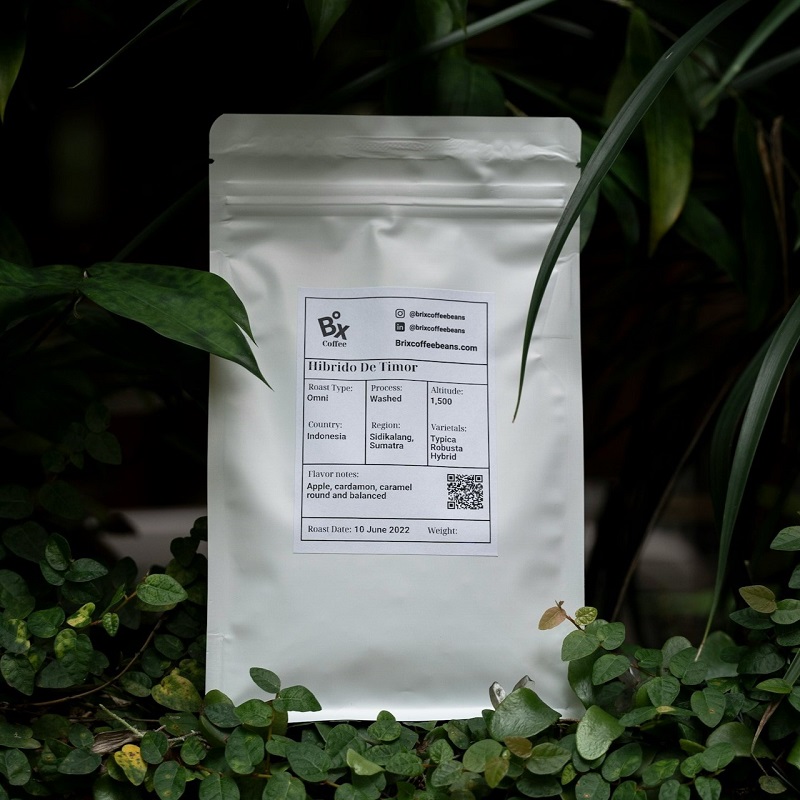 Bx
Coffee
@brixcoffeebeans
in @brixcoffeebeans
Brixcoffeebeans.com
Hibrido De Timor
Roast Type:
Omni
Process:
Washed
Altitude:
1,500
Country:
Indonesia
Region:
Sidikalang,
Sumatra
Varietals:
Typica
Robusta
Hybrid
Flavor notes:
Apple, cardamon, caramel
round and balanced
Roast Date: 10 June 2022
Weight: